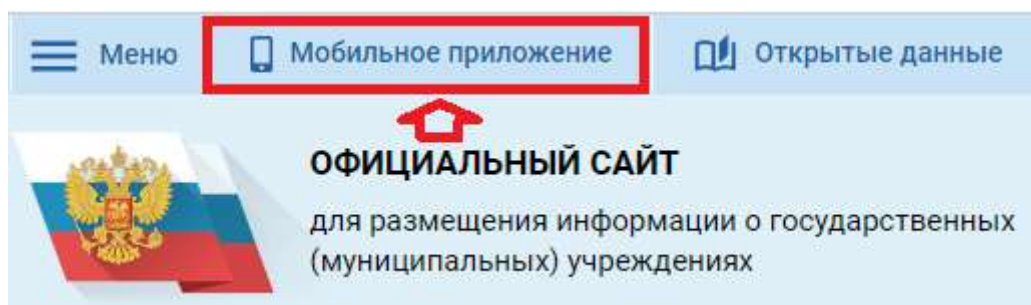 Меню Мобильное приложение Открытые данные
ОФИЦИАЛЬНЫЙ САЙТ
для размещения информации о государственных
(муниципальных) учреждениях